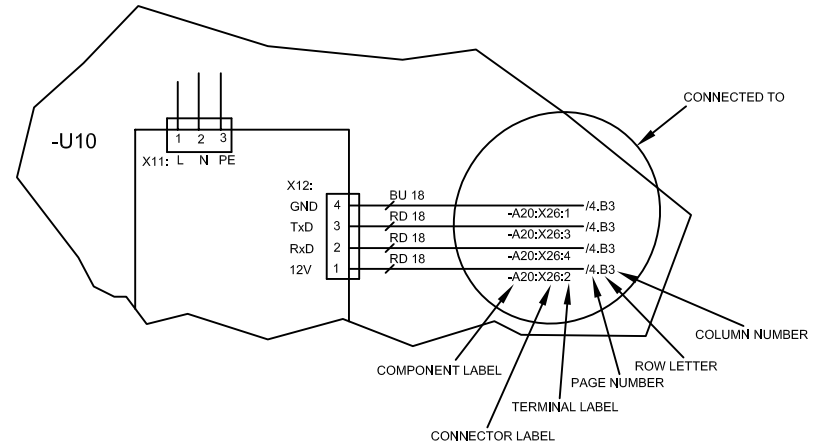 CONNECTED TO
-U10
1 2 3
X11: L N PE
X12:
GND 4 BU 18 /4.B3
-A20:X26:1
TxD 3 RD 18 /4.B3
-A20:X26:3
RxD 2 RD 18 /4.B3
-A20:X26:4
12V 1 RD 18 /4.B3
-A20:X26:2
COLUMN NUMBER
ROW LETTER
COMPONENT LABEL
PAGE NUMBER
TERMINAL LABEL
CONNECTOR LABEL